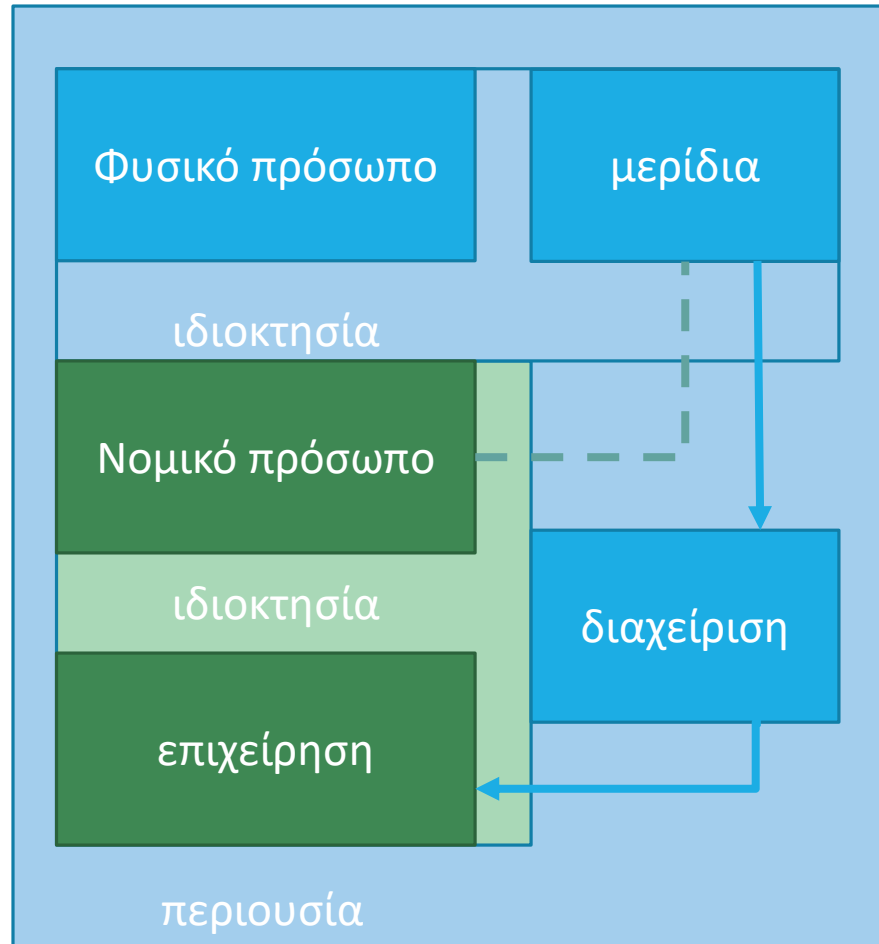 Φυσικό πρόσωπο
μερίδια
ιδιοκτησία
Νομικό πρόσωπο
ιδιοκτησία
διαχείριση
επιχείρηση
περιουσία